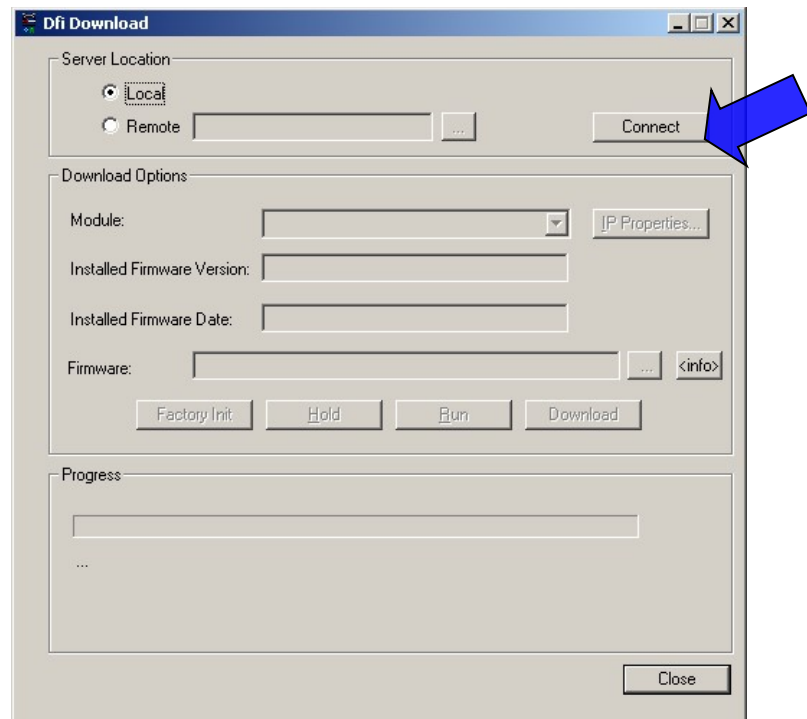 Dfi Download
Server Location
Local
Remote
...
Connect
Download Options
Module:
IP Properties...
Installed Firmware Version:
Installed Firmware Date:
Firmware:
...
<info>
Factory Init
Hold
Run
Download
Progress
...
Close